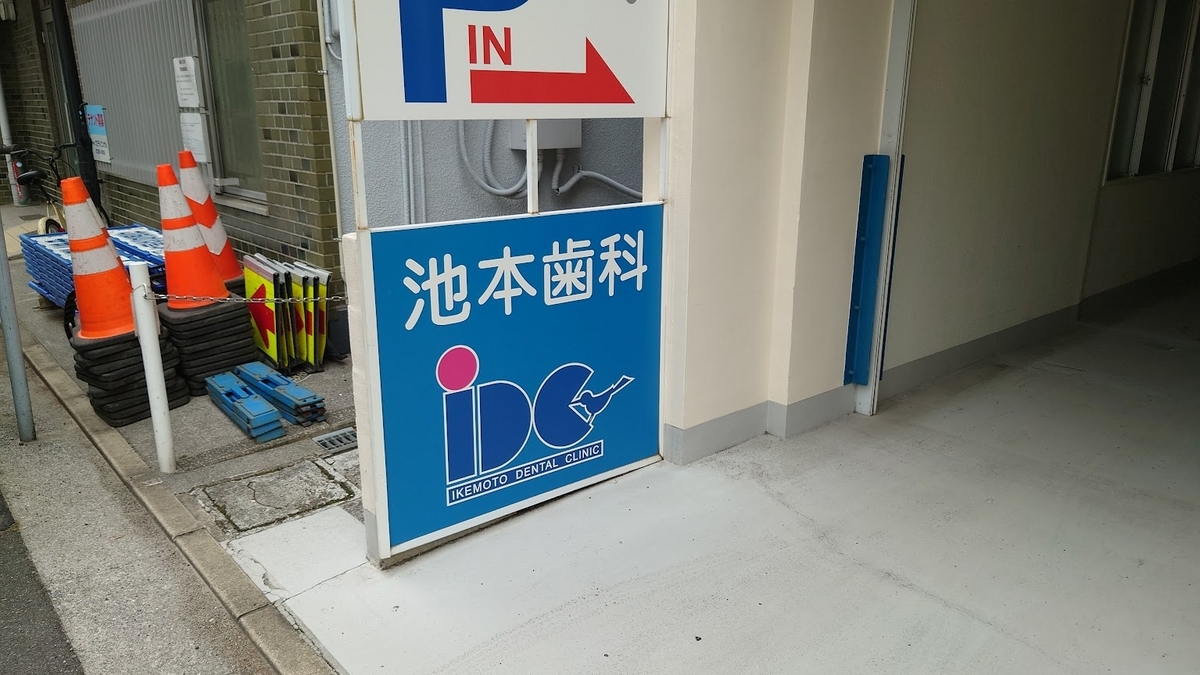 P
IN
池本歯科
iDC
IKEMOTO DENTAL CLINIC